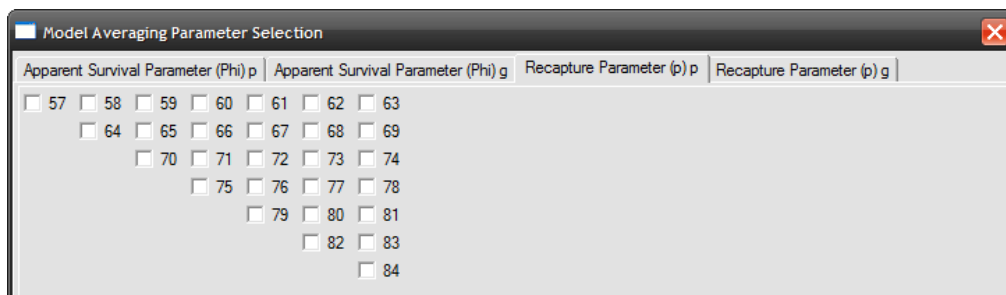 Model Averaging Parameter Selection
Apparent Survival Parameter (Phi) p Apparent Survival Parameter (Phi) g Recapture Parameter (p) p Recapture Parameter (p) g
57 58 59 60 61 62 63
64 65 66 67 68 69
70 71 72 73 74
75 76 77 78
79 80 81
82 83
84